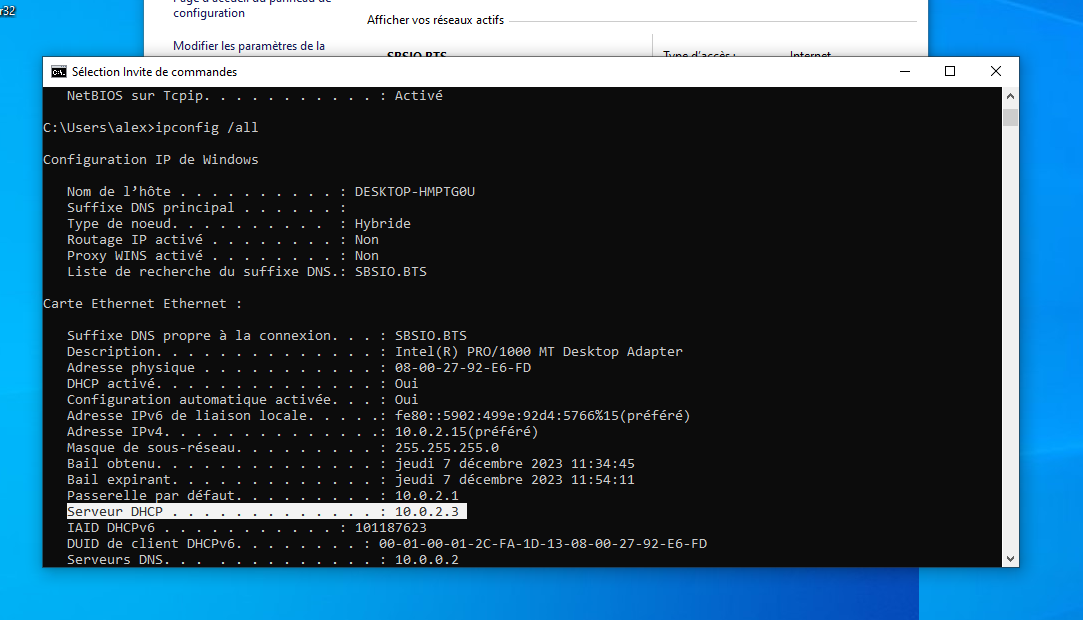 r32
Page d'accueil du panneau de
configuration
Afficher vos réseaux actifs
Modifier les paramètres de la
SBSIO.BTS
Type d'accès :
Internet
Sélection Invite de commandes
NetBIOS sur Tcpip. . . . . . . . . . . : Activé
C:\Users\alex>ipconfig /all
Configuration IP de Windows
Nom de l’hôte . . . . . . . . . . : DESKTOP-HMPTG0U
Suffixe DNS principal . . . . . . :
Type de noeud. . . . . . . . . .  : Hybride
Routage IP activé . . . . . . . . : Non
Proxy WINS activé . . . . . . . . : Non
Liste de recherche du suffixe DNS.: SBSIO.BTS
Carte Ethernet Ethernet :
Suffixe DNS propre à la connexion. . . : SBSIO.BTS
Description. . . . . . . . . . . . . . : Intel(R) PRO/1000 MT Desktop Adapter
Adresse physique . . . . . . . . . . . : 08-00-27-92-E6-FD
DHCP activé. . . . . . . . . . . . . . : Oui
Configuration automatique activée. . . : Oui
Adresse IPv6 de liaison locale. . . . .: fe80::5902:499e:92d4:5766%15(préféré)
Adresse IPv4. . . . . . . . . . . . . .: 10.0.2.15(préféré)
Masque de sous-réseau. . . . . . . . . : 255.255.255.0
Bail obtenu. . . . . . . . . . . . . . : jeudi 7 décembre 2023 11:34:45
Bail expirant. . . . . . . . . . . . . : jeudi 7 décembre 2023 11:54:11
Passerelle par défaut. . . . . . . . . : 10.0.2.1
Serveur DHCP . . . . . . . . . . . . . : 10.0.2.3
IAID DHCPv6 . . . . . . . . . . . : 101187623
DUID de client DHCPv6. . . . . . . . : 00-01-00-01-2C-FA-1D-13-08-00-27-92-E6-FD
Serveurs DNS. . .  . . . . . . . . . . : 10.0.0.2